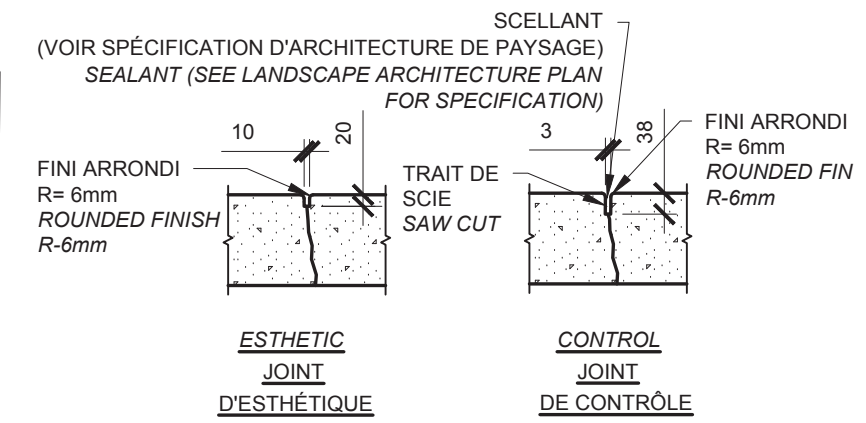 SCELLANT
(VOIR SPÉCIFICATION D'ARCHITECTURE DE PAYSAGE)
SEALANT (SEE LANDSCAPE ARCHITECTURE PLAN
FOR SPECIFICATION)
10
20
FINI ARRONDI
R= 6mm
ROUNDED FINISH
R-6mm
3
38
TRAIT DE
SCIE
SAW CUT
FINI ARRONDI
R= 6mm
ROUNDED FIN
R-6mm
ESTHETIC
JOINT
D'ESTHÉTIQUE
CONTROL
JOINT
DE CONTRÔLE